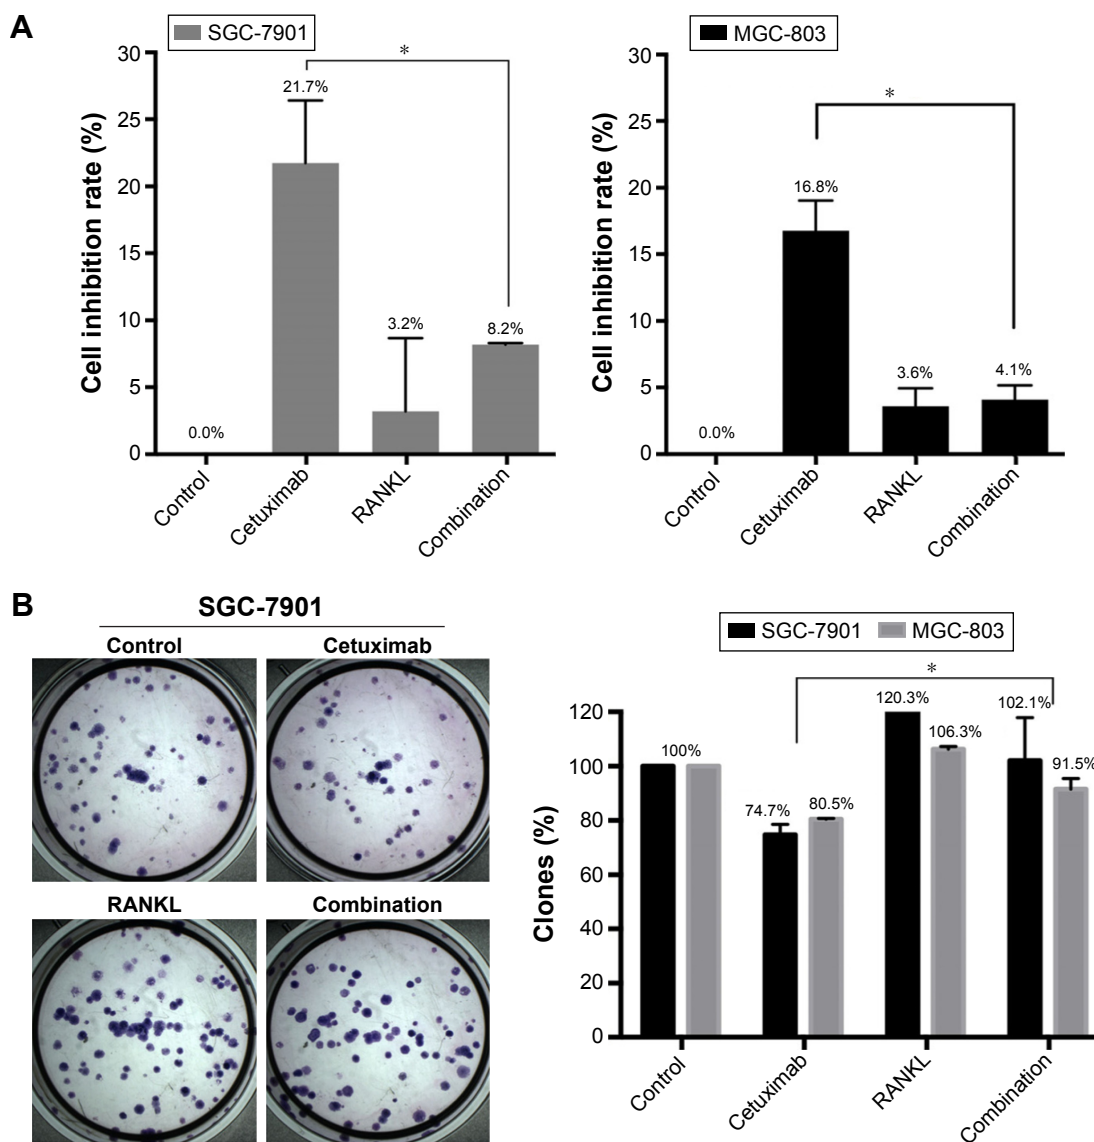 A
SGC-7901
Cell inhibition rate (%)
30
25
20
15
10
5
0
*
0.0%
21.7%
3.2%
8.2%
Control
Cetuximab
RANKL
Combination
MGC-803
Cell inhibition rate (%)
30
25
20
15
10
5
0
*
0.0%
16.8%
3.6%
4.1%
Control
Cetuximab
RANKL
Combination
B
SGC-7901
Control
Cetuximab
RANKL
Combination
SGC-7901
MGC-803
Clones (%)
120
100
80
60
40
20
0
*
100%
74.7%
80.5%
120.3%
106.3%
102.1%
91.5%
Control
Cetuximab
RANKL
Combination